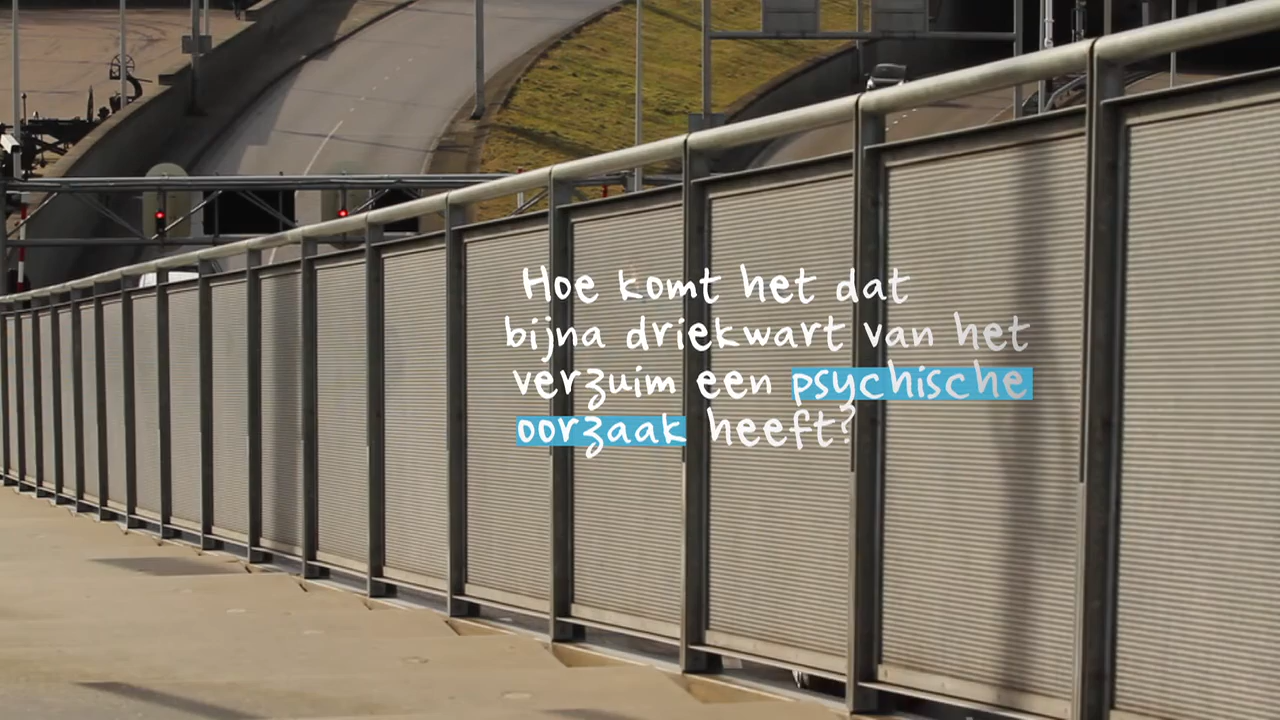 Hoe komt het dat
bijna driekwart van het
verzuim een psychische
oorzaak heeft?